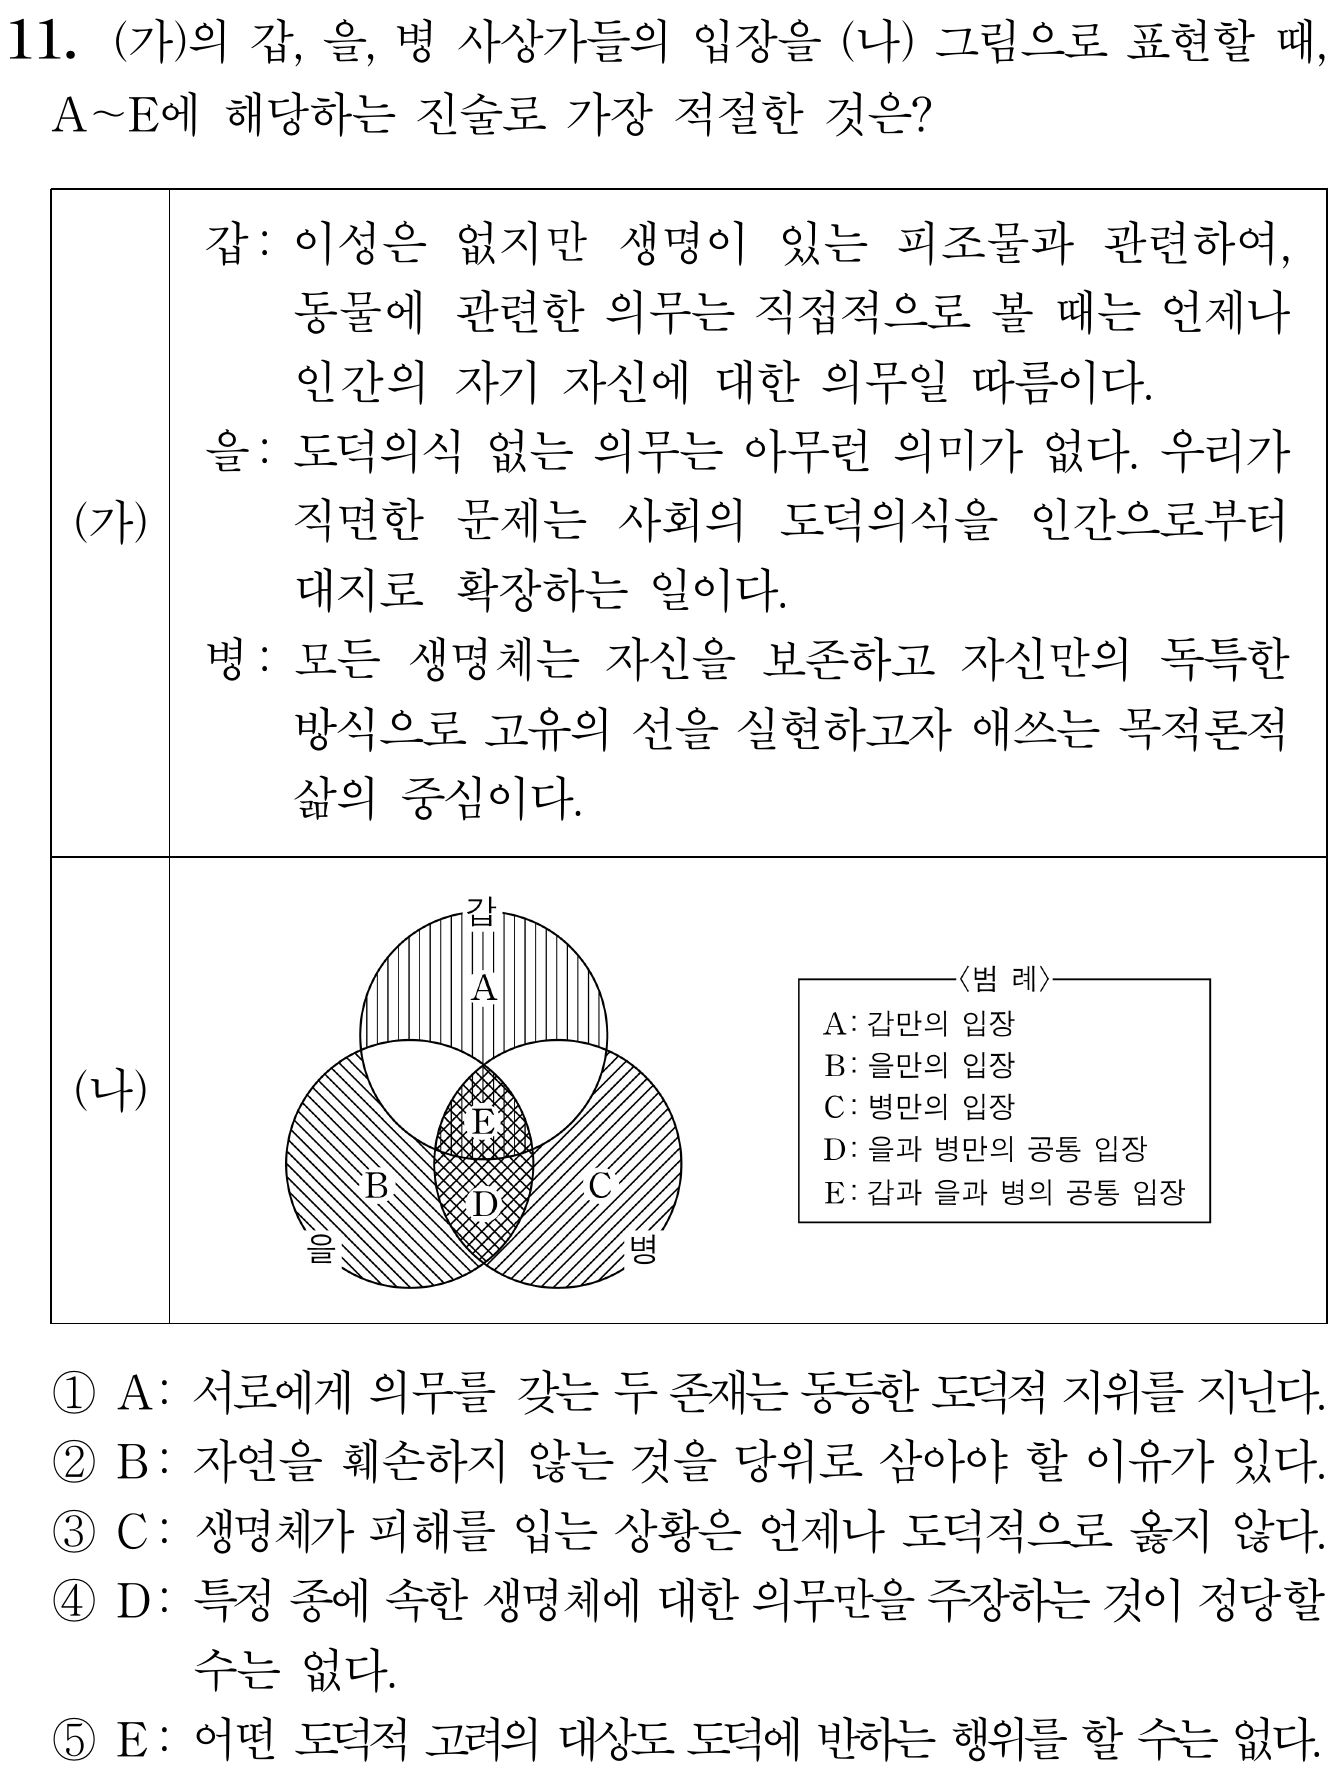 11. (가)의 갑, 을, 병 사상가들의 입장을 (나) 그림으로 표현할 때,
A~E에 해당하는 진술로 가장 적절한 것은?
(가)
갑: 이성은 없지만 생명이 있는 피조물과 관련하여,
동물에 관련한 의무는 직접적으로 볼 때는 언제나
인간의 자기 자신에 대한 의무일 따름이다.
을: 도덕의식 없는 의무는 아무런 의미가 없다. 우리가
직면한 문제는 사회의 도덕의식을 인간으로부터
대지로 확장하는 일이다.
병: 모든 생명체는 자신을 보존하고 자신만의 독특한
방식으로 고유의 선을 실현하고자 애쓰는 목적론적
삶의 중심이다.
(나)
갑
A
E
B
D
C
을
병
〈범 례〉
A: 갑만의 입장
B: 을만의 입장
C: 병만의 입장
D: 을과 병만의 공통 입장
E: 갑과 을과 병의 공통 입장
① A: 서로에게 의무를 갖는 두 존재는 동등한 도덕적 지위를 지닌다.
② B: 자연을 훼손하지 않는 것을 당위로 삼아야 할 이유가 있다.
③ C: 생명체가 피해를 입는 상황은 언제나 도덕적으로 옳지 않다.
④ D: 특정 종에 속한 생명체에 대한 의무만을 주장하는 것이 정당할
수는 없다.
⑤ E: 어떤 도덕적 고려의 대상도 도덕에 반하는 행위를 할 수는 없다.